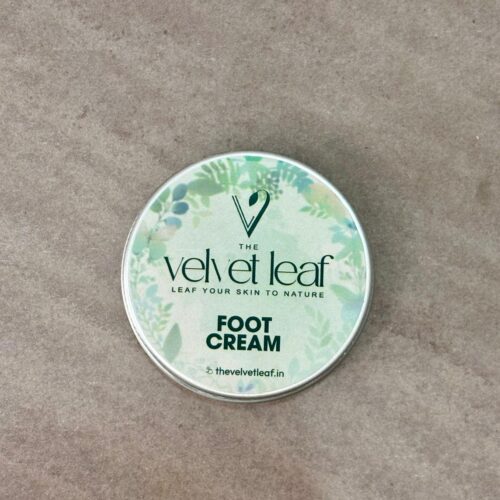 THE
velvet leaf
LEAF YOUR SKIN TO NATURE
FOOT
CREAM
thevelvetleaf.in